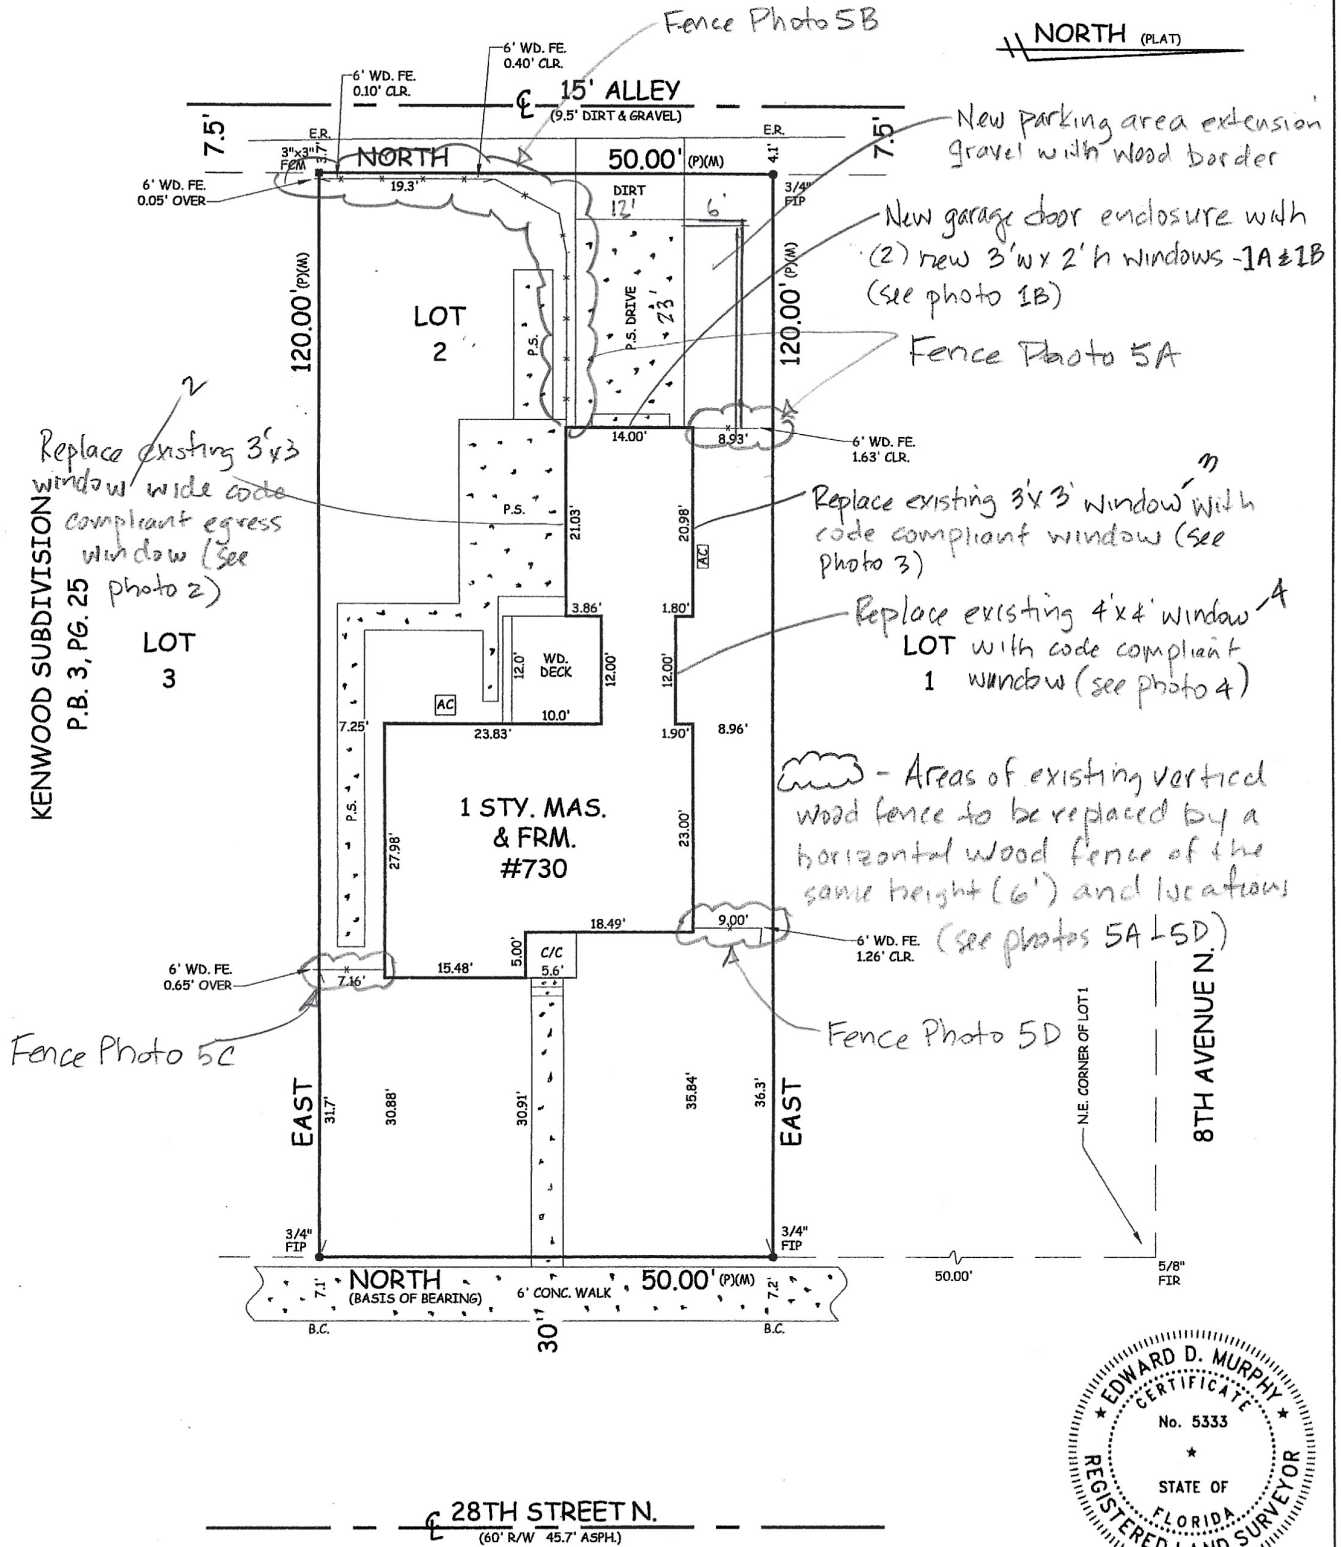 Fence Photo 5B
NORTH (PLAT)
6' WD. FE.
0.40' CLR.
6' WD. FE.
0.10' CLR.
15' ALLEY
(9.5' DIRT & GRAVEL)
7.5'
7.5'
E.R.
E.R.
New parking area extension
gravel with wood border
3"x3"
FCM
3.7'
NORTH
50.00' (P)(M)
4.1'
6' WD. FE.
0.05' OVER
19.3'
DIRT
12'
6'
3/4"
FIP
New garage door enclosure with
(2) new 3'w x 2'h windows - 1A & 1B
(see photo 1B)
120.00' (P)(M)
120.00' (P)(M)
LOT
2
P.S.
P.S. DRIVE
23'
Fence Photo 5A
14.00'
8.93'
6' WD. FE.
1.63' CLR.
2
Replace existing 3'x3
window wide code
compliant egress
window (see
photo 2)
KENWOOD SUBDIVISION
P.B. 3, PG. 25
P.S.
21.03'
20.98'
AC
3
Replace existing 3'x3' window with
code compliant window (see
photo 3)
3.86'
1.80'
LOT
3
12.0'
WD.
DECK
12.00'
12.00'
4
Replace existing 4'x4' window
with code compliant
window (see photo 4)
LOT
1
AC
10.0'
7.25'
23.83'
1.90'
8.96'
P.S.
27.98'
1 STY. MAS.
& FRM.
#730
23.00'
- Areas of existing vertical
wood fence to be replaced by a
horizontal wood fence of the
same height (6') and locations
(see photos 5A-5D)
18.49'
9.00'
6' WD. FE.
1.26' CLR.
5.00'
C/C
5.6'
6' WD. FE.
0.65' OVER
7.16'
15.48'
Fence Photo 5C
Fence Photo 5D
EAST
31.7'
30.88'
30.91'
35.84'
36.3'
EAST
N.E. CORNER OF LOT 1
8TH AVENUE N.
3/4"
FIP
3/4"
FIP
7.1'
NORTH
(BASIS OF BEARING)
6' CONC. WALK
50.00' (P)(M)
7.2'
50.00'
5/8"
FIR
B.C.
30'
B.C.
28TH STREET N.
(60' R/W 45.7' ASPH.)
EDWARD D. MURPHY
CERTIFICATE
No. 5333
STATE OF
FLORIDA
REGISTERED LAND SURVEYOR